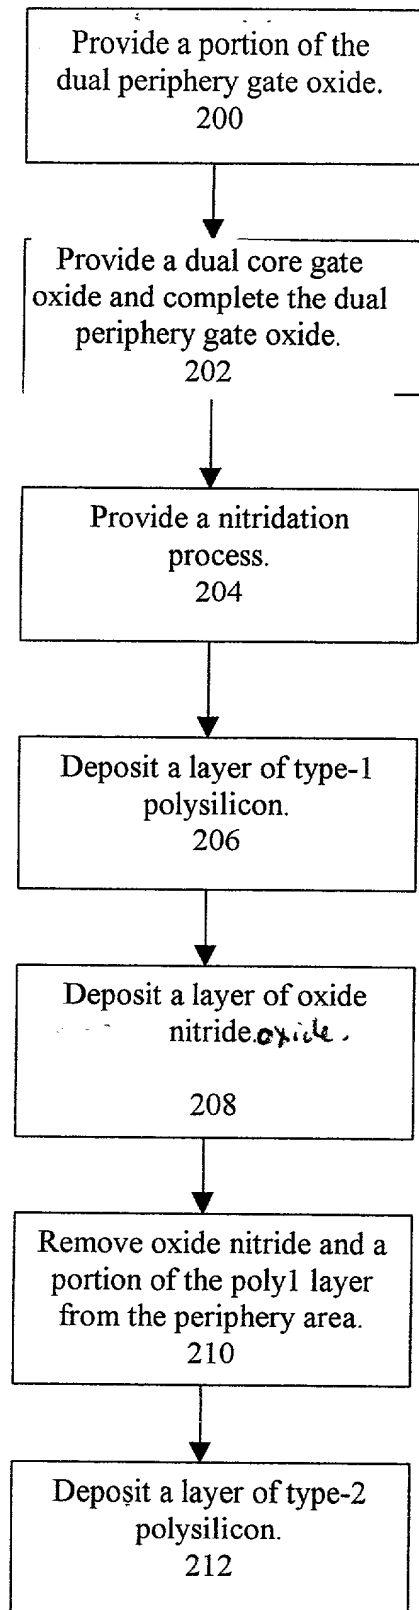 Provide a portion of the
dual periphery gate oxide.
200
Provide a dual core gate
oxide and complete the dual
periphery gate oxide.
202
Provide a nitridation
process.
204
Deposit a layer of type-1
polysilicon.
206
Deposit a layer of oxide
nitride.oxide.
208
Remove oxide nitride and a
portion of the poly1 layer
from the periphery area.
210
Deposit a layer of type-2
polysilicon.
212